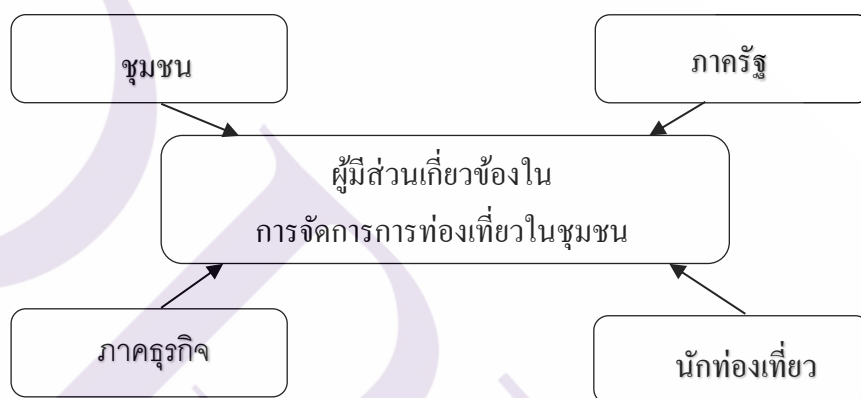 ชุมชน
ภาครัฐ
ผู้มีส่วนเกี่ยวข้องใน
การจัดการการท่องเที่ยวในชุมชน
ภาคธุรกิจ
นักท่องเที่ยว